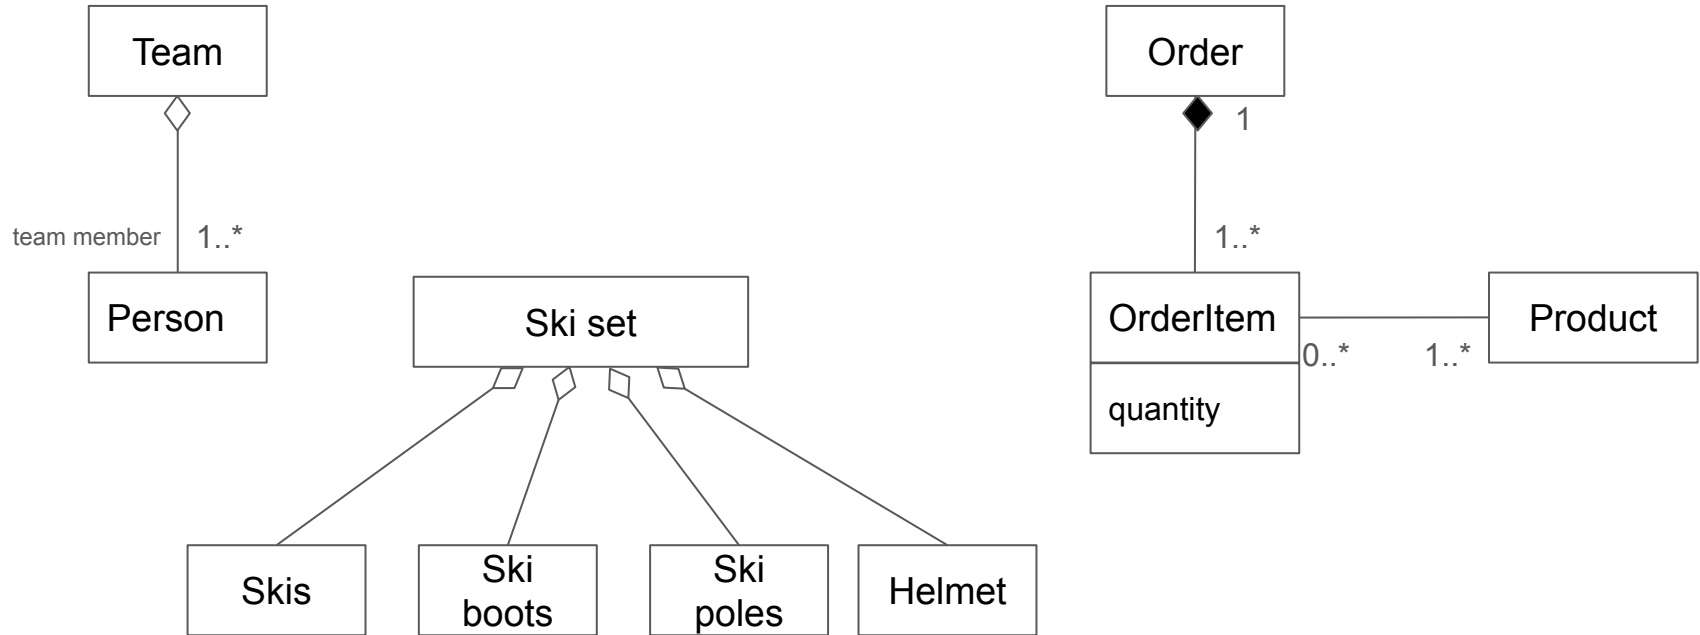 Team
Order
1
team member
1..*
1..*
Person
Ski set
OrderItem
Product
0..*
1..*
quantity
Skis
Ski
boots
Ski
poles
Helmet